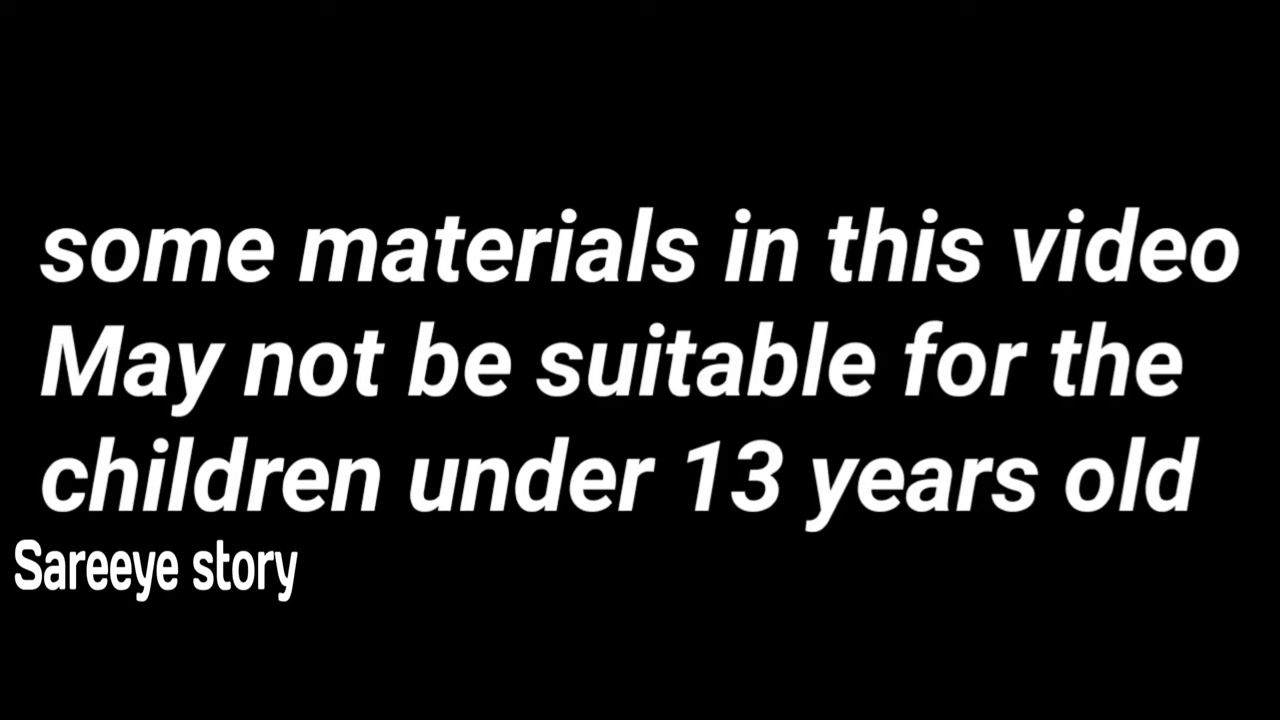 some materials in this video
May not be suitable for the
children under 13 years old
Sareeye story